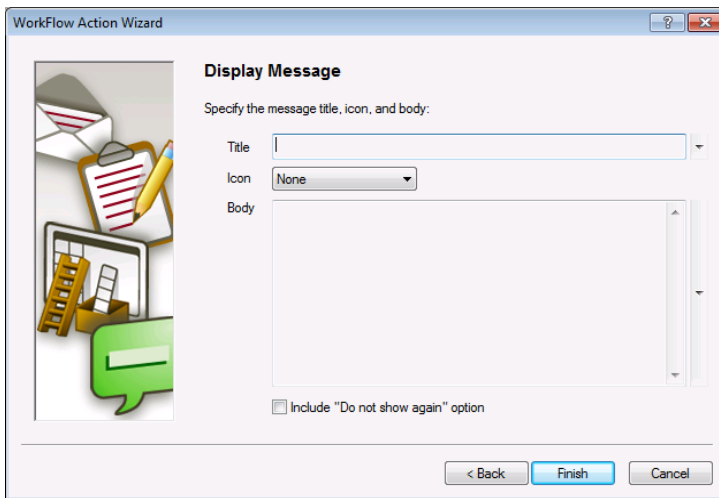 WorkFlow Action Wizard
Display Message
Specify the message title, icon, and body:
Title
Icon
None
Body
Include "Do not show again" option
< Back
Finish
Cancel